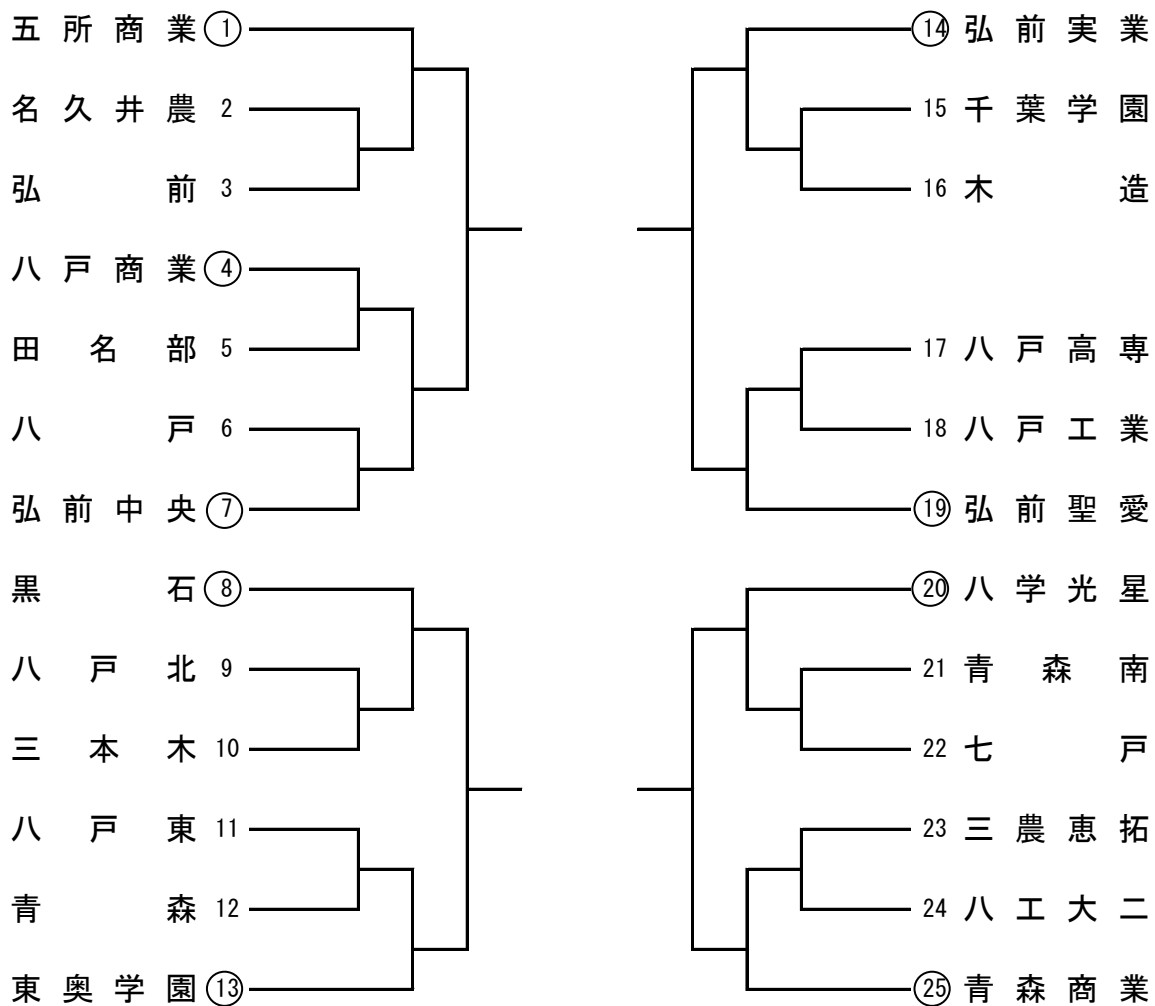 五所商業 ①
名久井農 2
弘前 3
八戸商業 ④
田名部 5
八戸 6
弘前中央 ⑦
黒石 ⑧
八戸北 9
三本木 10
八戸東 11
青森 12
東奥学園 ⑬
⑭ 弘前実業
15 千葉学園
16 木造
17 八戸高専
18 八戸工業
⑲ 弘前聖愛
⑳ 八学光星
21 青森南
22 七戸
23 三農恵拓
24 八工大二
㉕ 青森商業